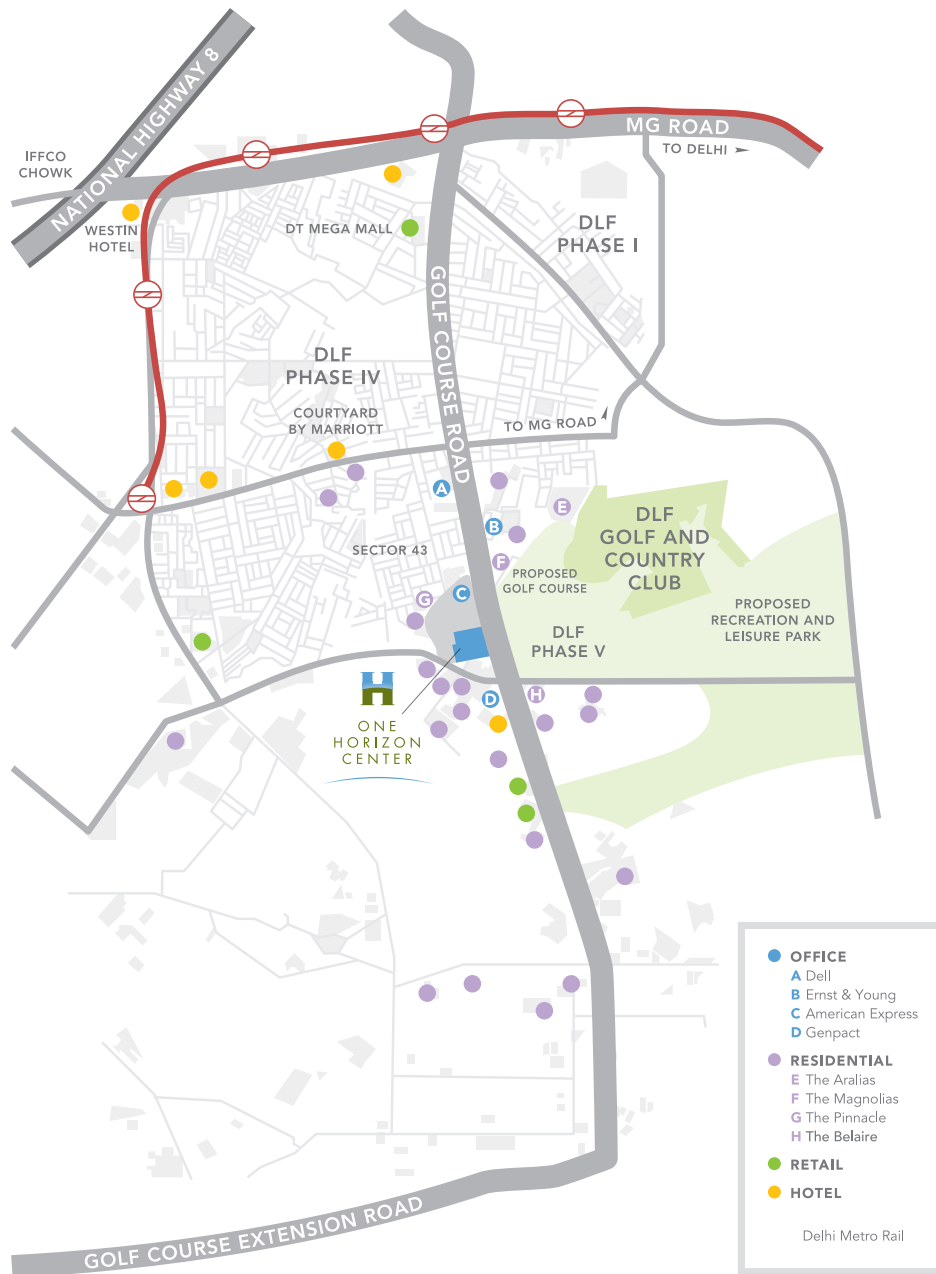 NATIONAL HIGHWAY 8
IFFCO
CHOWK
WESTIN
HOTEL
MG ROAD
TO DELHI
DT MEGA MALL
DLF
PHASE I
GOLF COURSE ROAD
DLF
PHASE IV
COURTYARD
BY MARRIOTT
TO MG ROAD
A
B
E
F
SECTOR 43
C
G
DLF
GOLF AND
COUNTRY
CLUB
PROPOSED
GOLF COURSE
PROPOSED
RECREATION AND
LEISURE PARK
DLF
PHASE V
D
H
ONE
HORIZON
CENTER
OFFICE
A Dell
B Ernst & Young
C American Express
D Genpact
RESIDENTIAL
E The Aralias
F The Magnolias
G The Pinnacle
H The Belaire
RETAIL
HOTEL
Delhi Metro Rail
GOLF COURSE EXTENSION ROAD